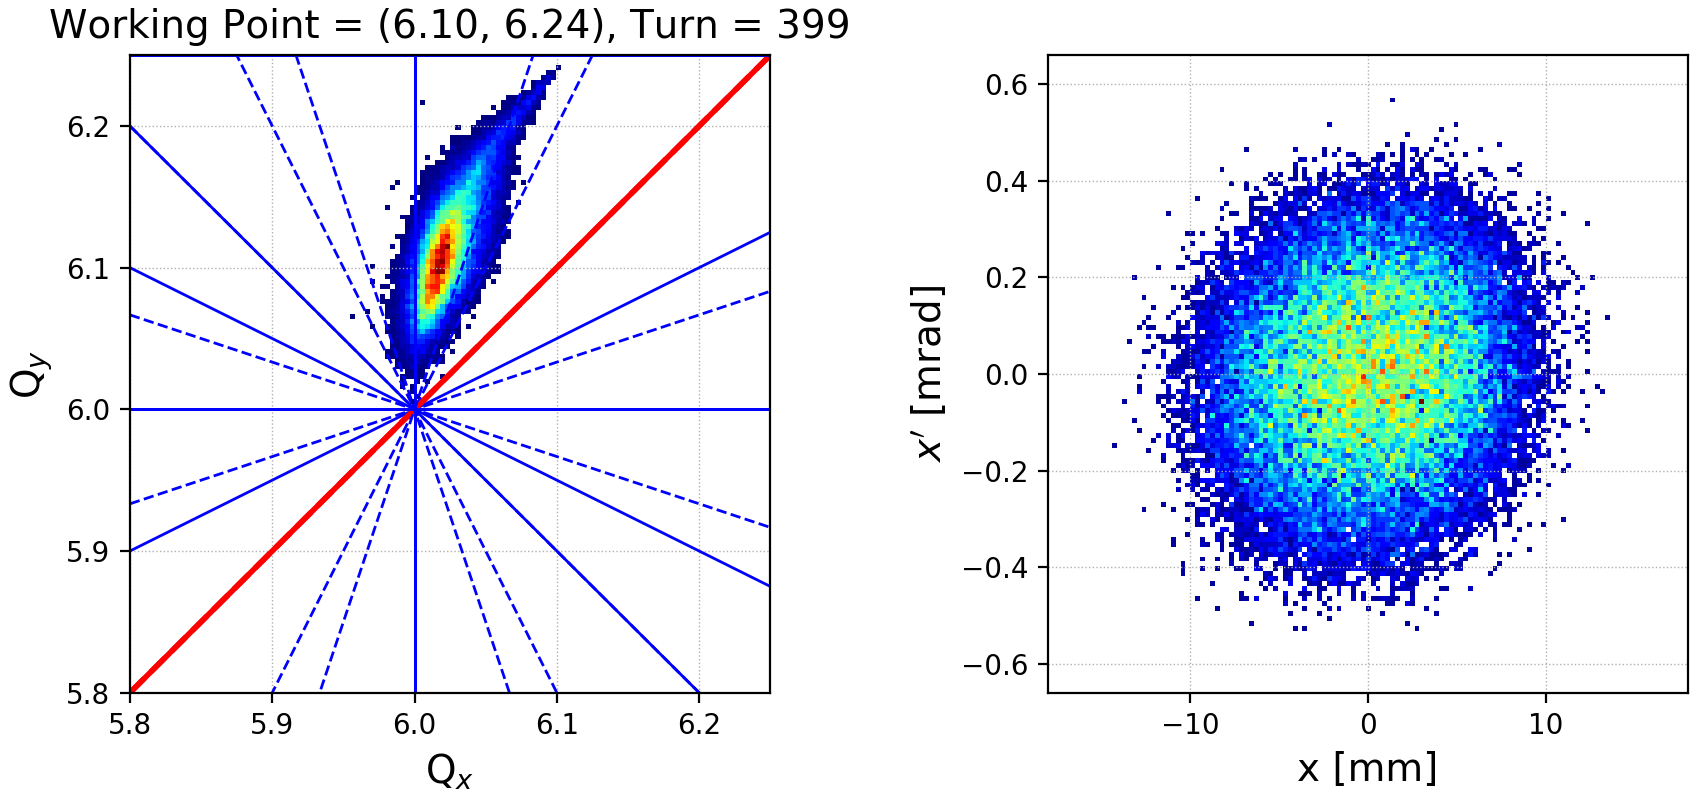 Working Point = (6.10, 6.24), Turn = 399
6.2
6.1
6.0
5.9
5.8
Q_y
5.8 5.9 6.0 6.1 6.2
Q_x
0.6
0.4
0.2
0.0
−0.2
−0.4
−0.6
x′ [mrad]
−10 0 10
x [mm]